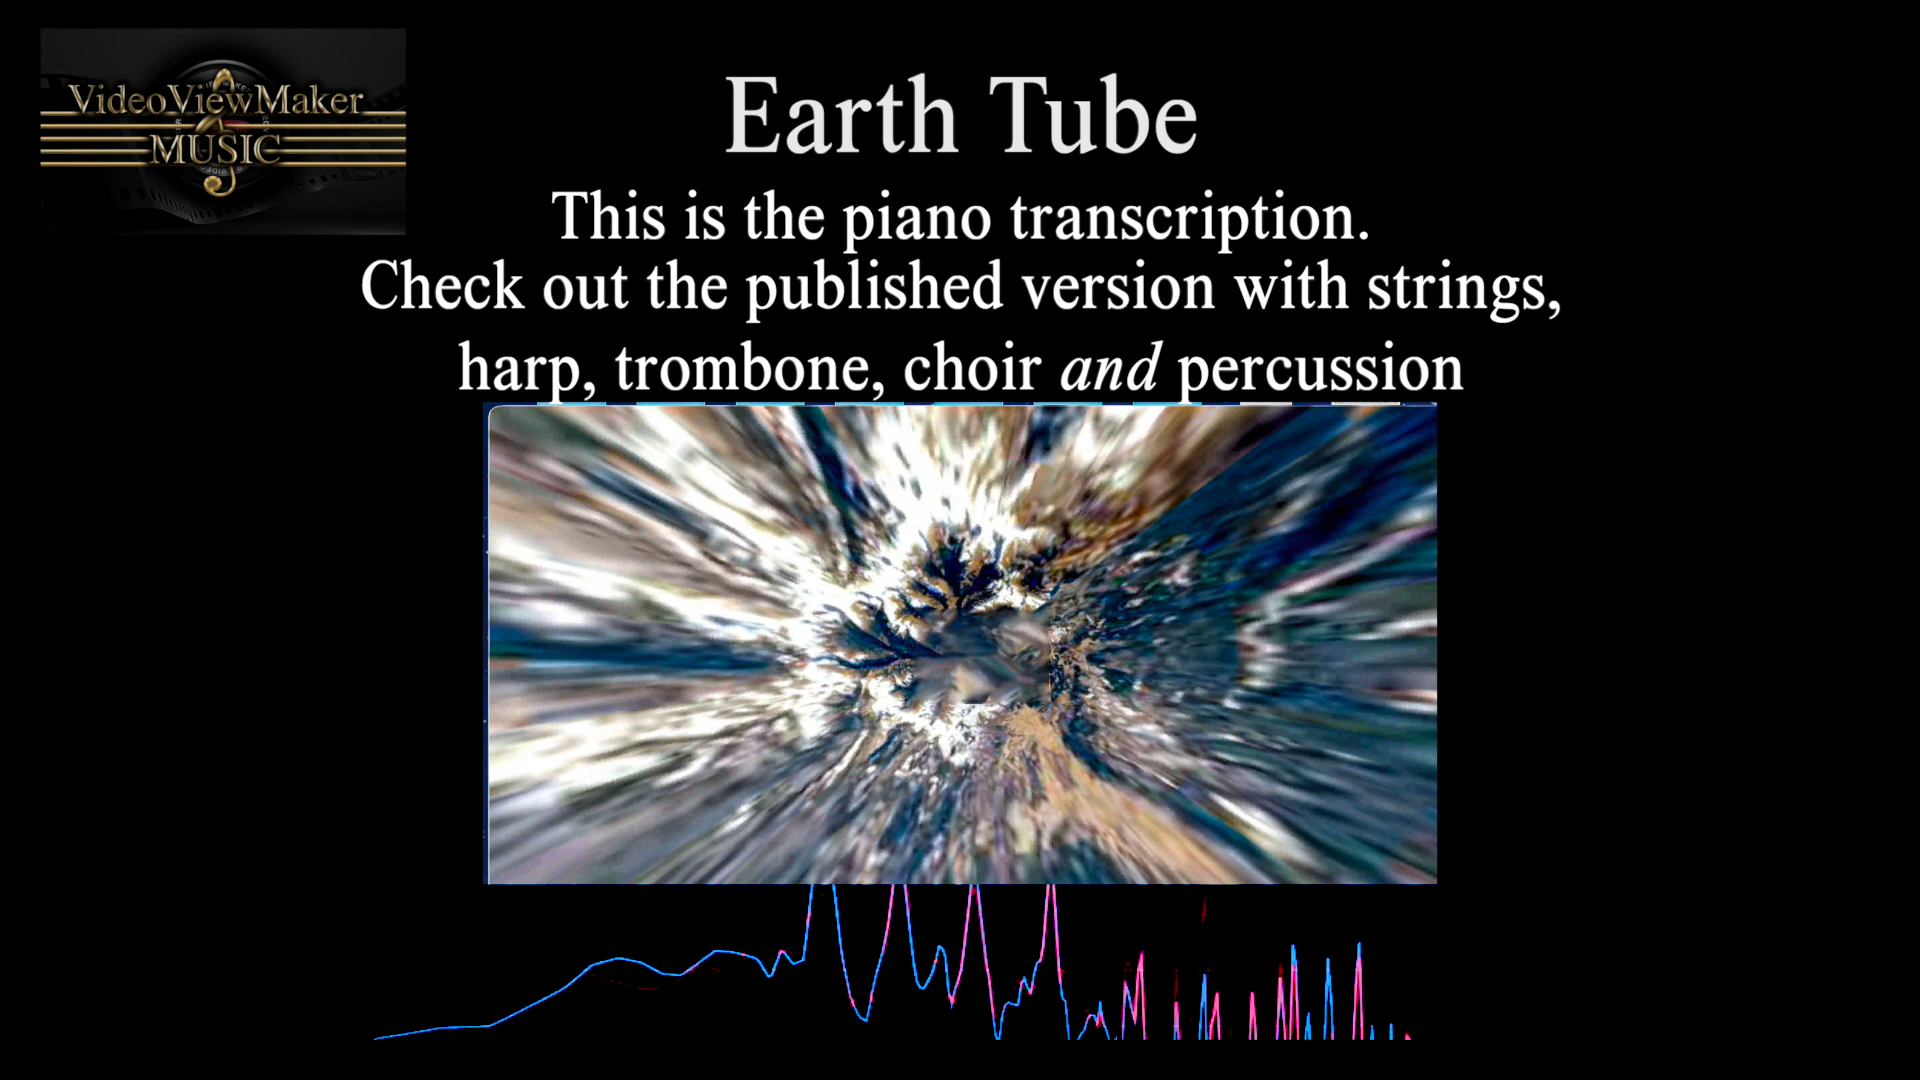 VideoViewMaker
MUSIC
Earth Tube
This is the piano transcription.
Check out the published version with strings,
harp, trombone, choir and percussion